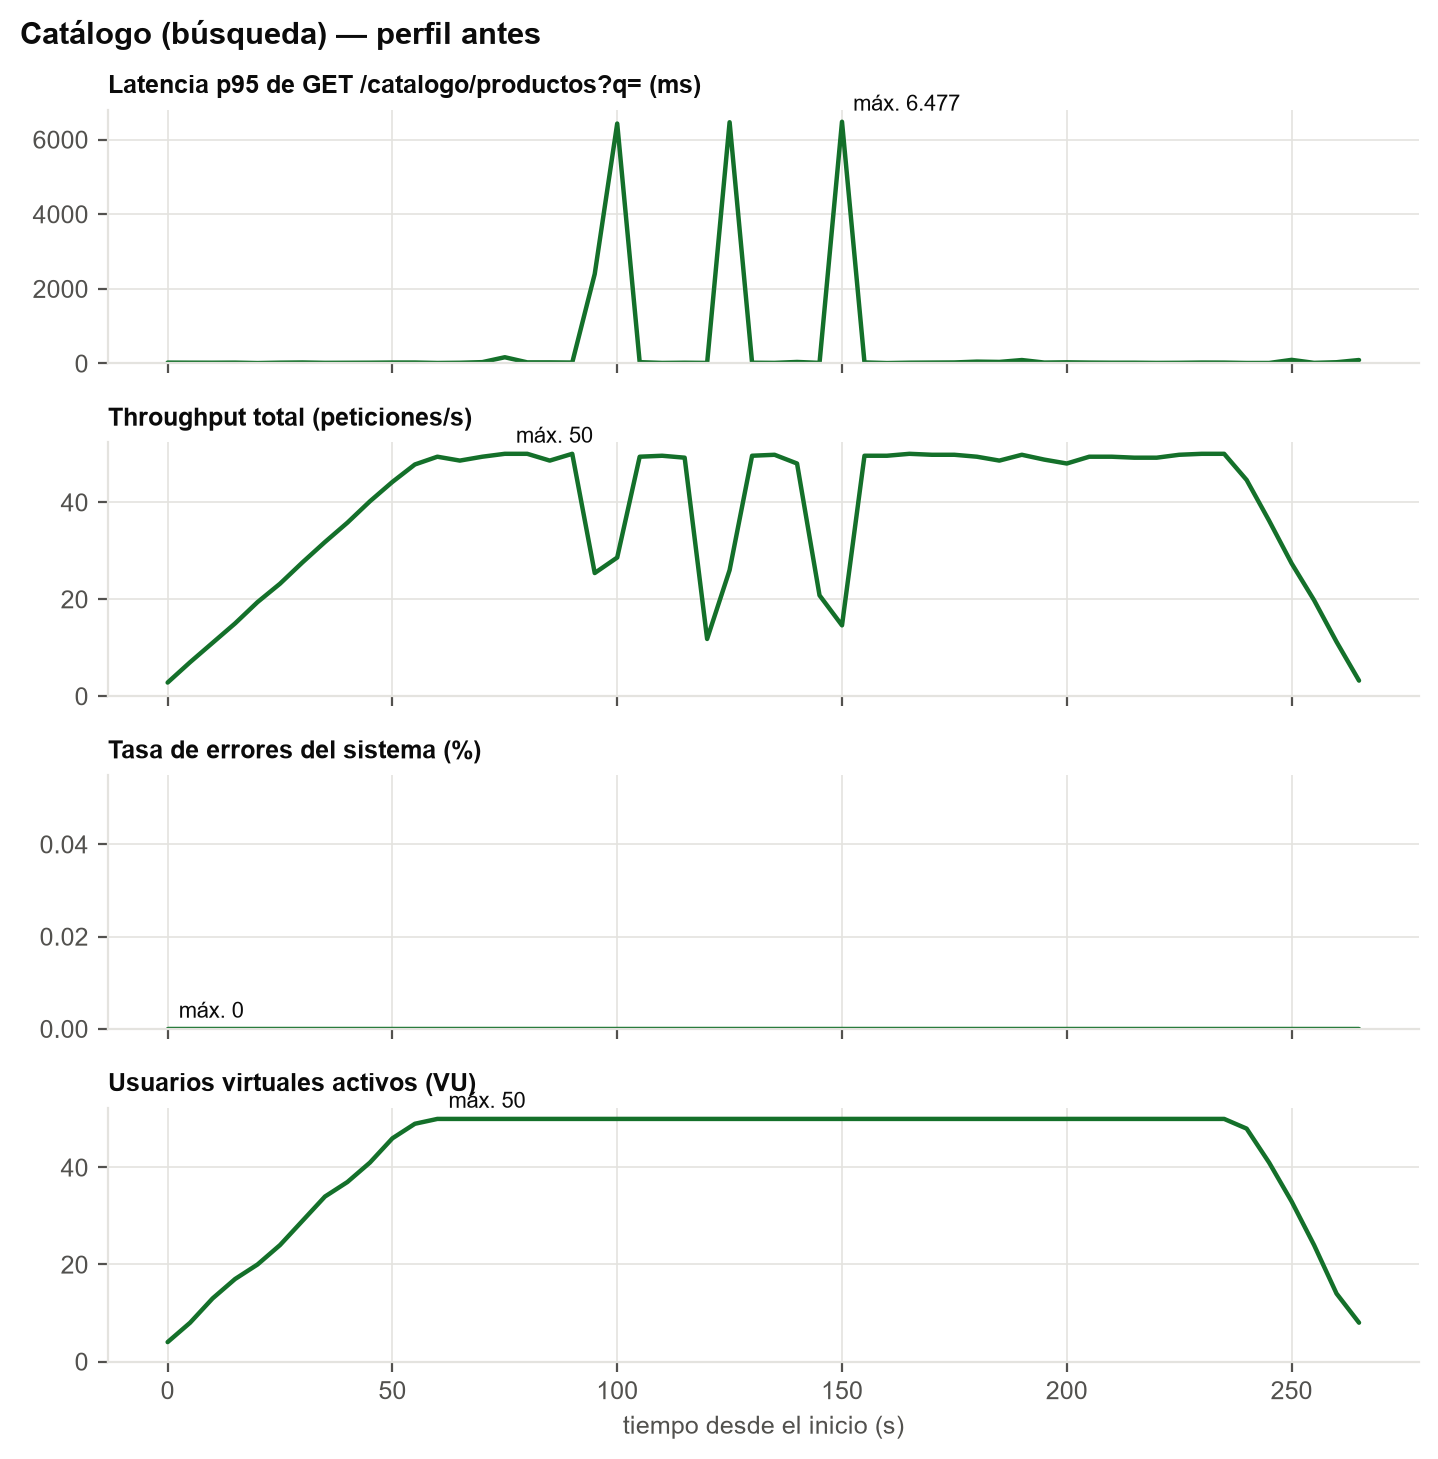 Catálogo (búsqueda) — perfil antes
Latencia p95 de GET /catalogo/productos?q= (ms)
máx. 6.477
6000
4000
2000
0
Throughput total (peticiones/s)
máx. 50
40
20
0
Tasa de errores del sistema (%)
0.04
0.02
máx. 0
0.00
Usuarios virtuales activos (VU)
máx. 50
40
20
0
0 50 100 150 200 250
tiempo desde el inicio (s)